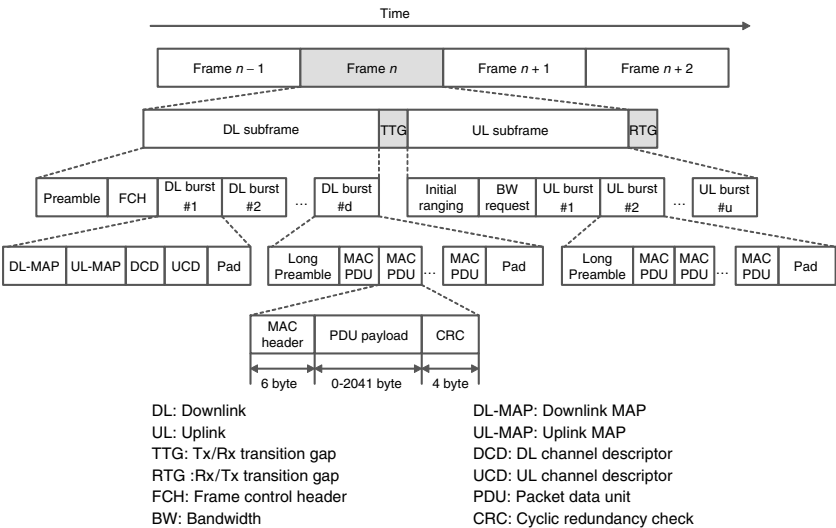 Time
Frame n – 1 Frame n Frame n + 1 Frame n + 2
DL subframe TTG UL subframe RTG
Preamble FCH DL burst #1 DL burst #2 ... DL burst #d Initial ranging BW request UL burst #1 UL burst #2 ... UL burst #u
DL-MAP UL-MAP DCD UCD Pad Long Preamble MAC PDU MAC PDU ... MAC PDU Pad Long Preamble MAC PDU MAC PDU ... MAC PDU Pad
MAC header PDU payload CRC
6 byte 0-2041 byte 4 byte
DL: Downlink
UL: Uplink
TTG: Tx/Rx transition gap
RTG :Rx/Tx transition gap
FCH: Frame control header
BW: Bandwidth
DL-MAP: Downlink MAP
UL-MAP: Uplink MAP
DCD: DL channel descriptor
UCD: UL channel descriptor
PDU: Packet data unit
CRC: Cyclic redundancy check